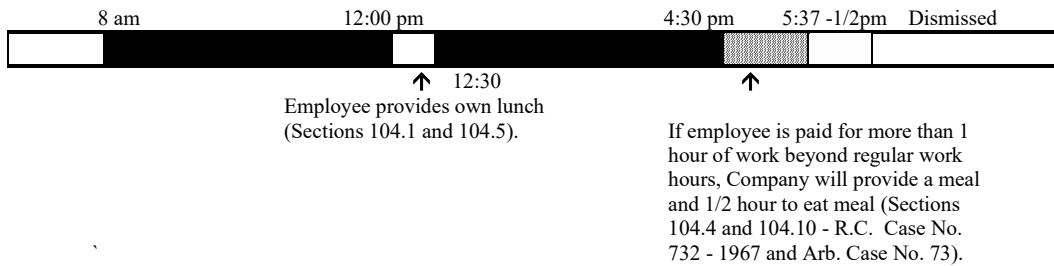 8 am 12:00 pm 4:30 pm 5:37 -1/2pm Dismissed
12:30
Employee provides own lunch
(Sections 104.1 and 104.5).
If employee is paid for more than 1
hour of work beyond regular work
hours, Company will provide a meal
and 1/2 hour to eat meal (Sections
104.4 and 104.10 - R.C. Case No.
732 - 1967 and Arb. Case No. 73).
`